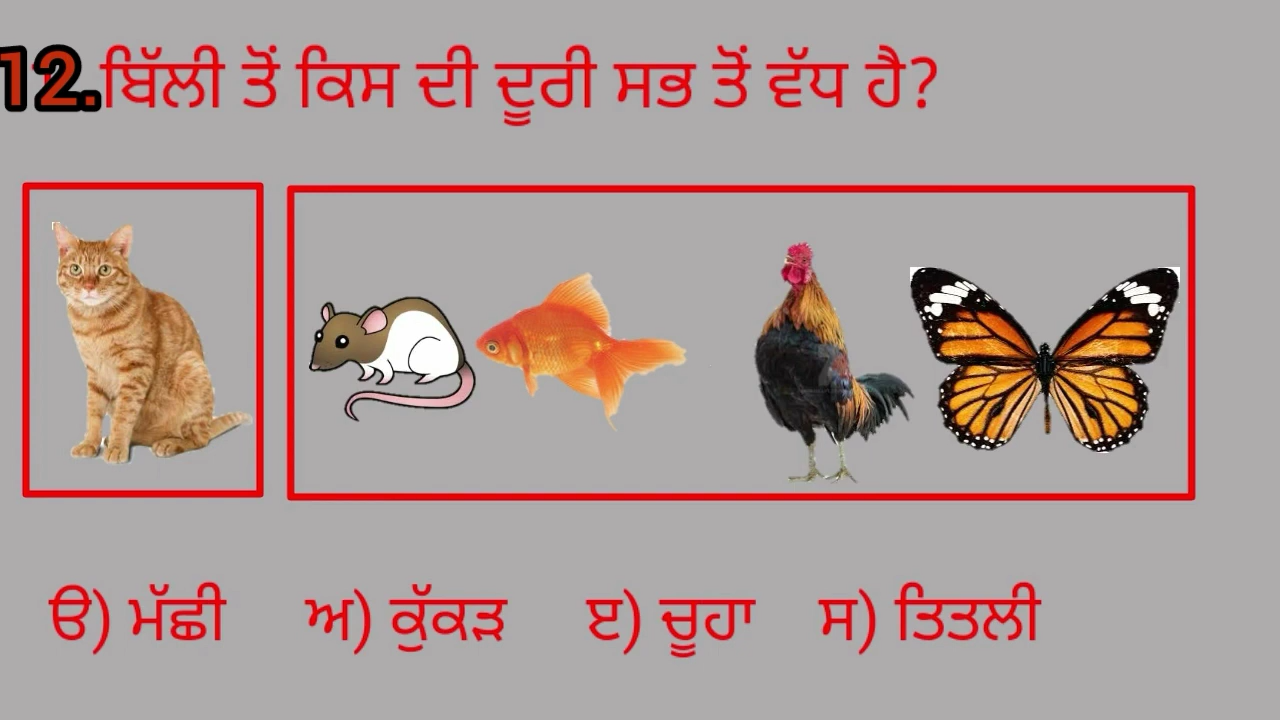 12.ਬਿੱਲੀ ਤੋਂ ਕਿਸ ਦੀ ਦੂਰੀ ਸਭ ਤੋਂ ਵੱਧ ਹੈ?
ੳ) ਮੱਛੀ ਅ) ਕੁੱਕੜ ੲ) ਚੂਹਾ ਸ) ਤਿਤਲੀ